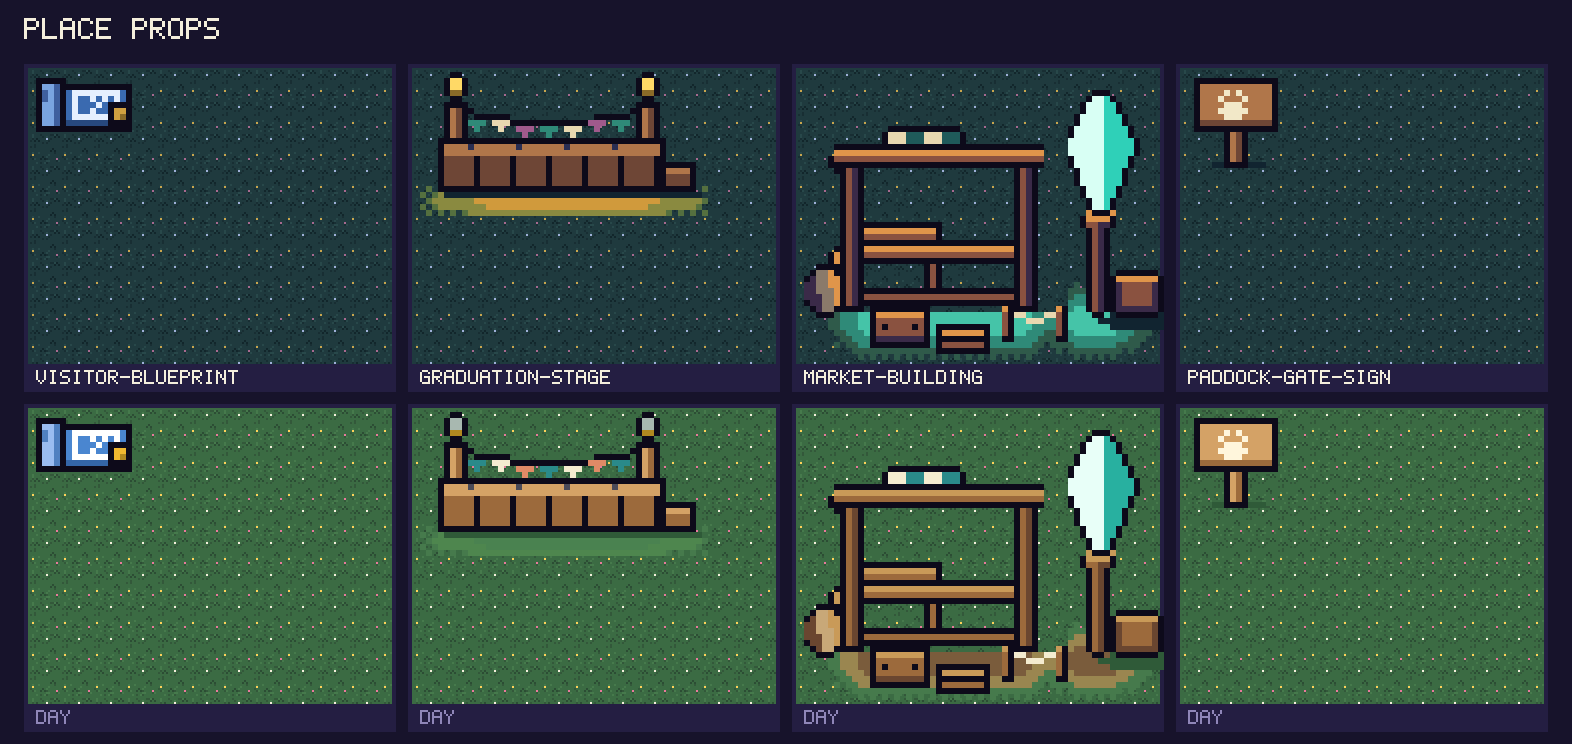 PLACE PROPS
VISITOR-BLUEPRINT
GRADUATION-STAGE
MARKET-BUILDING
PADDOCK-GATE-SIGN
DAY
DAY
DAY
DAY